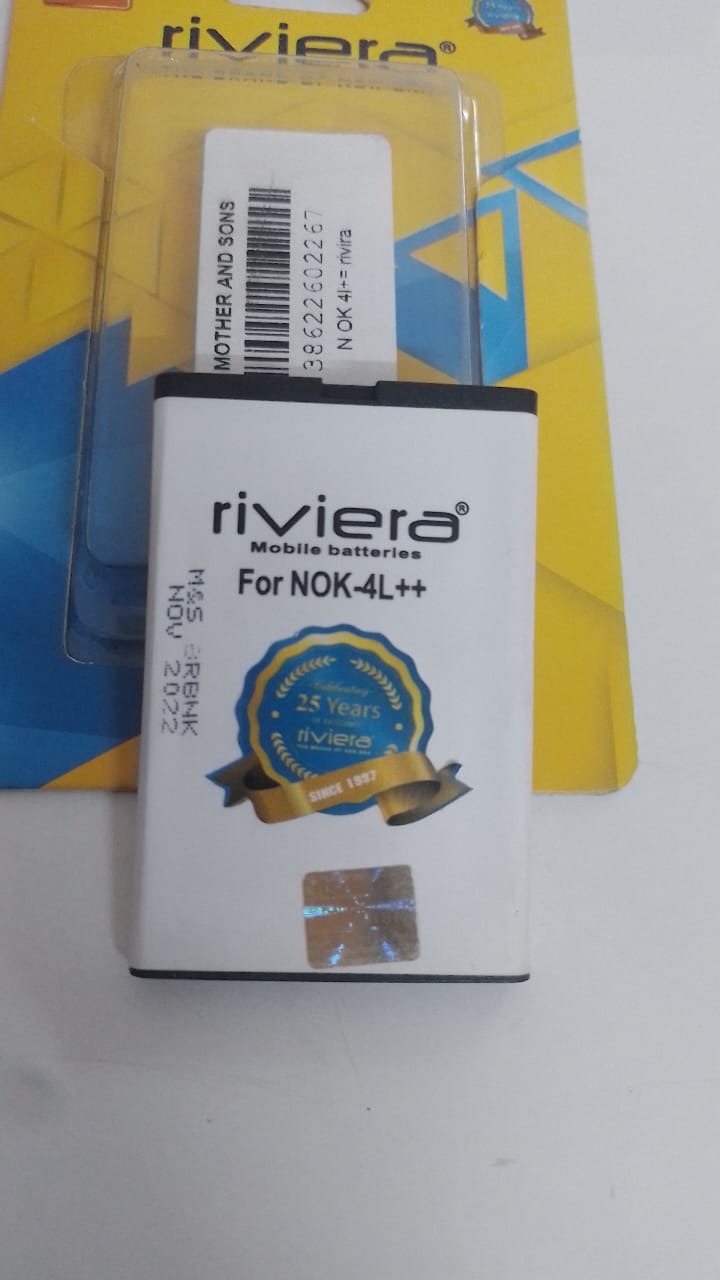 riviera®
MOTHER AND SONS
38622602267
N OK 4l+= rivira
riviera®
Mobile batteries
For NOK-4L++
M&S
NOV 2022
Celebrating
25 Years
riviera
SINCE 1997